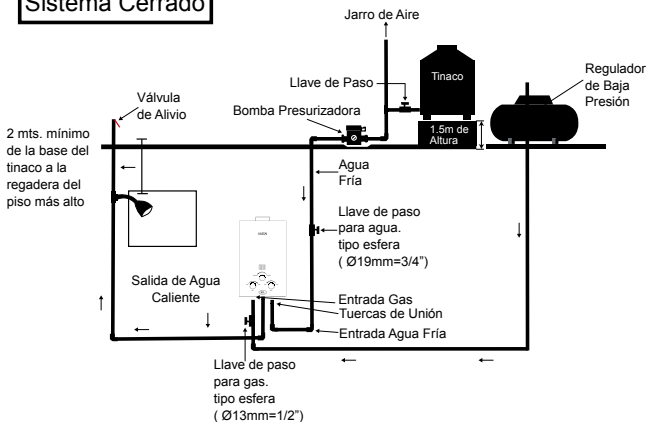 Sistema Cerrado
Jarro de Aire
Llave de Paso
Tinaco
Regulador
de Baja
Presión
Válvula
de Alivio
Bomba Presurizadora
1.5m de
Altura
2 mts. mínimo
de la base del
tinaco a la
regadera del
piso más alto
Agua
Fría
Llave de paso
para agua.
tipo esfera
( Ø19mm=3/4")
Salida de Agua
Caliente
Entrada Gas
Tuercas de Unión
Entrada Agua Fría
Llave de paso
para gas.
tipo esfera
( Ø13mm=1/2")